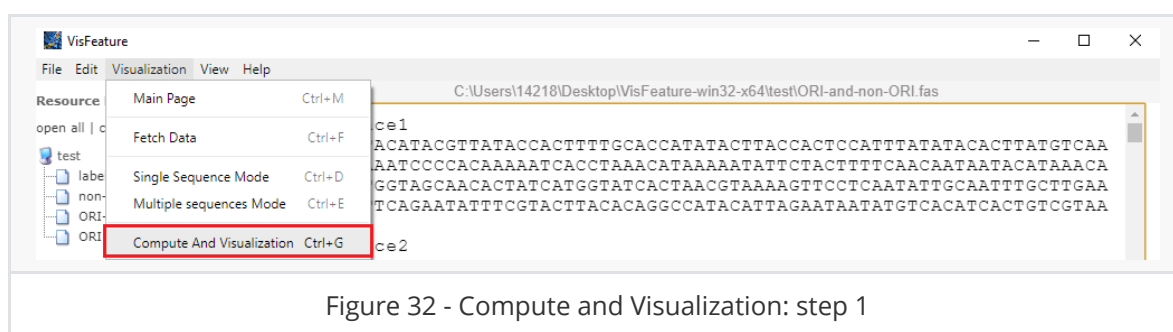 VisFeature
File Edit Visualization View Help
Resource
C:\Users\14218\Desktop\VisFeature-win32-x64\test\ORI-and-non-ORI.fas
open all | c
test
labe
non-
ORI-
ORI
Main Page Ctrl+M
Fetch Data Ctrl+F
Single Sequence Mode Ctrl+D
Multiple sequences Mode Ctrl+E
Compute And Visualization Ctrl+G
ce1
ACATACGTTATACCACTTTTGCACCATATACTTACCACTCCATTTATATACACTTATGTCAA
AATCCCCACAAAAATCACCTAAACATAAAAATATTCTACTTTTCAACAATAATACATAAACA
GGTAGCAACACTATCATGGTATCACTAACGTAAAAGTTCCTCAATATTGCAATTTGCTTGAA
TCAGAATATTTCGTACTTACACAGGCCATACATTAGAATAATATGTCACATCACTGTCGTAA
ce2
Figure 32 - Compute and Visualization: step 1